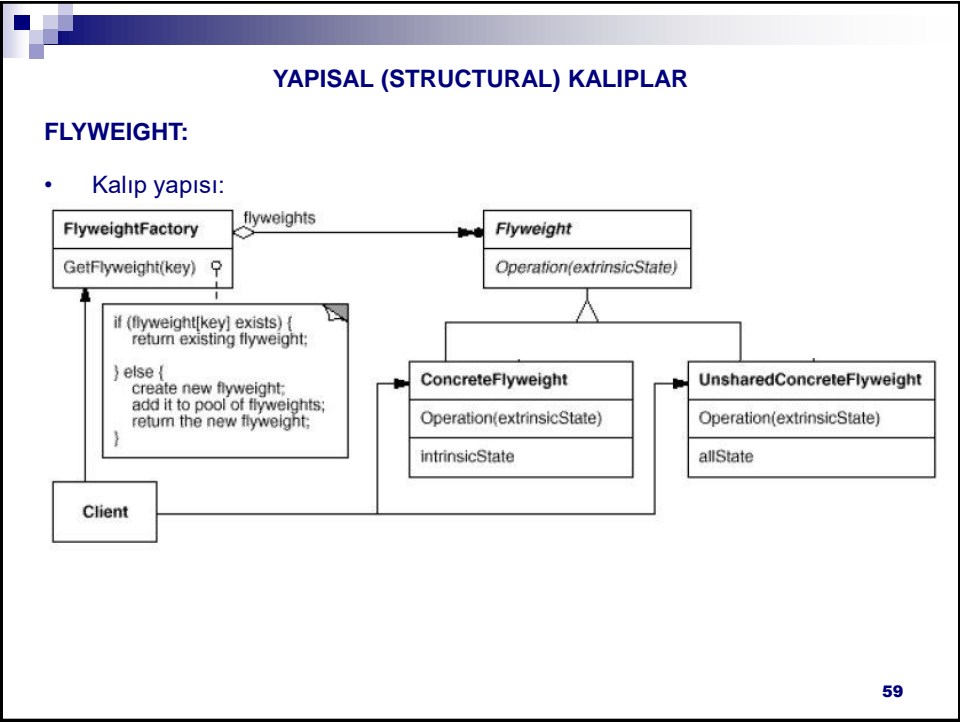 YAPISAL (STRUCTURAL) KALIPLAR
FLYWEIGHT:
• Kalıp yapısı:
FlyweightFactory
GetFlyweight(key)
flyweights
Flyweight
Operation(extrinsicState)
if (flyweight[key] exists) {
return existing flyweight;
} else {
create new flyweight;
add it to pool of flyweights;
return the new flyweight;
}
ConcreteFlyweight
Operation(extrinsicState)
intrinsicState
UnsharedConcreteFlyweight
Operation(extrinsicState)
allState
Client
59